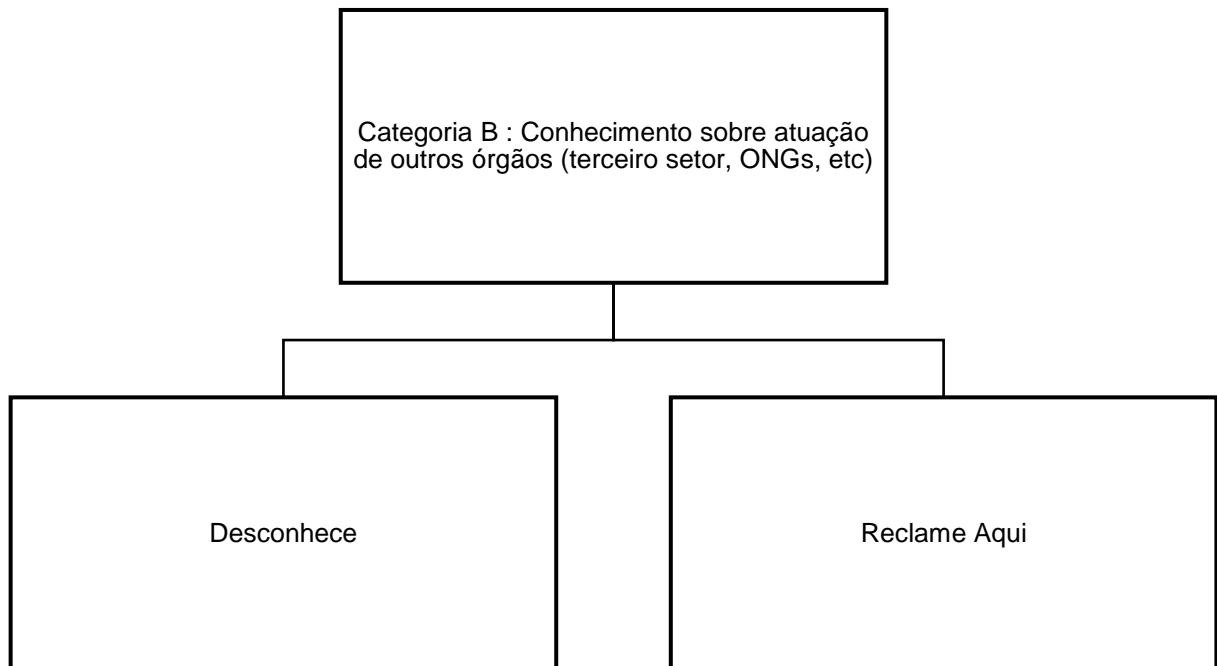 Categoria B : Conhecimento sobre atuação
de outros órgãos (terceiro setor, ONGs, etc)
Desconhece
Reclame Aqui